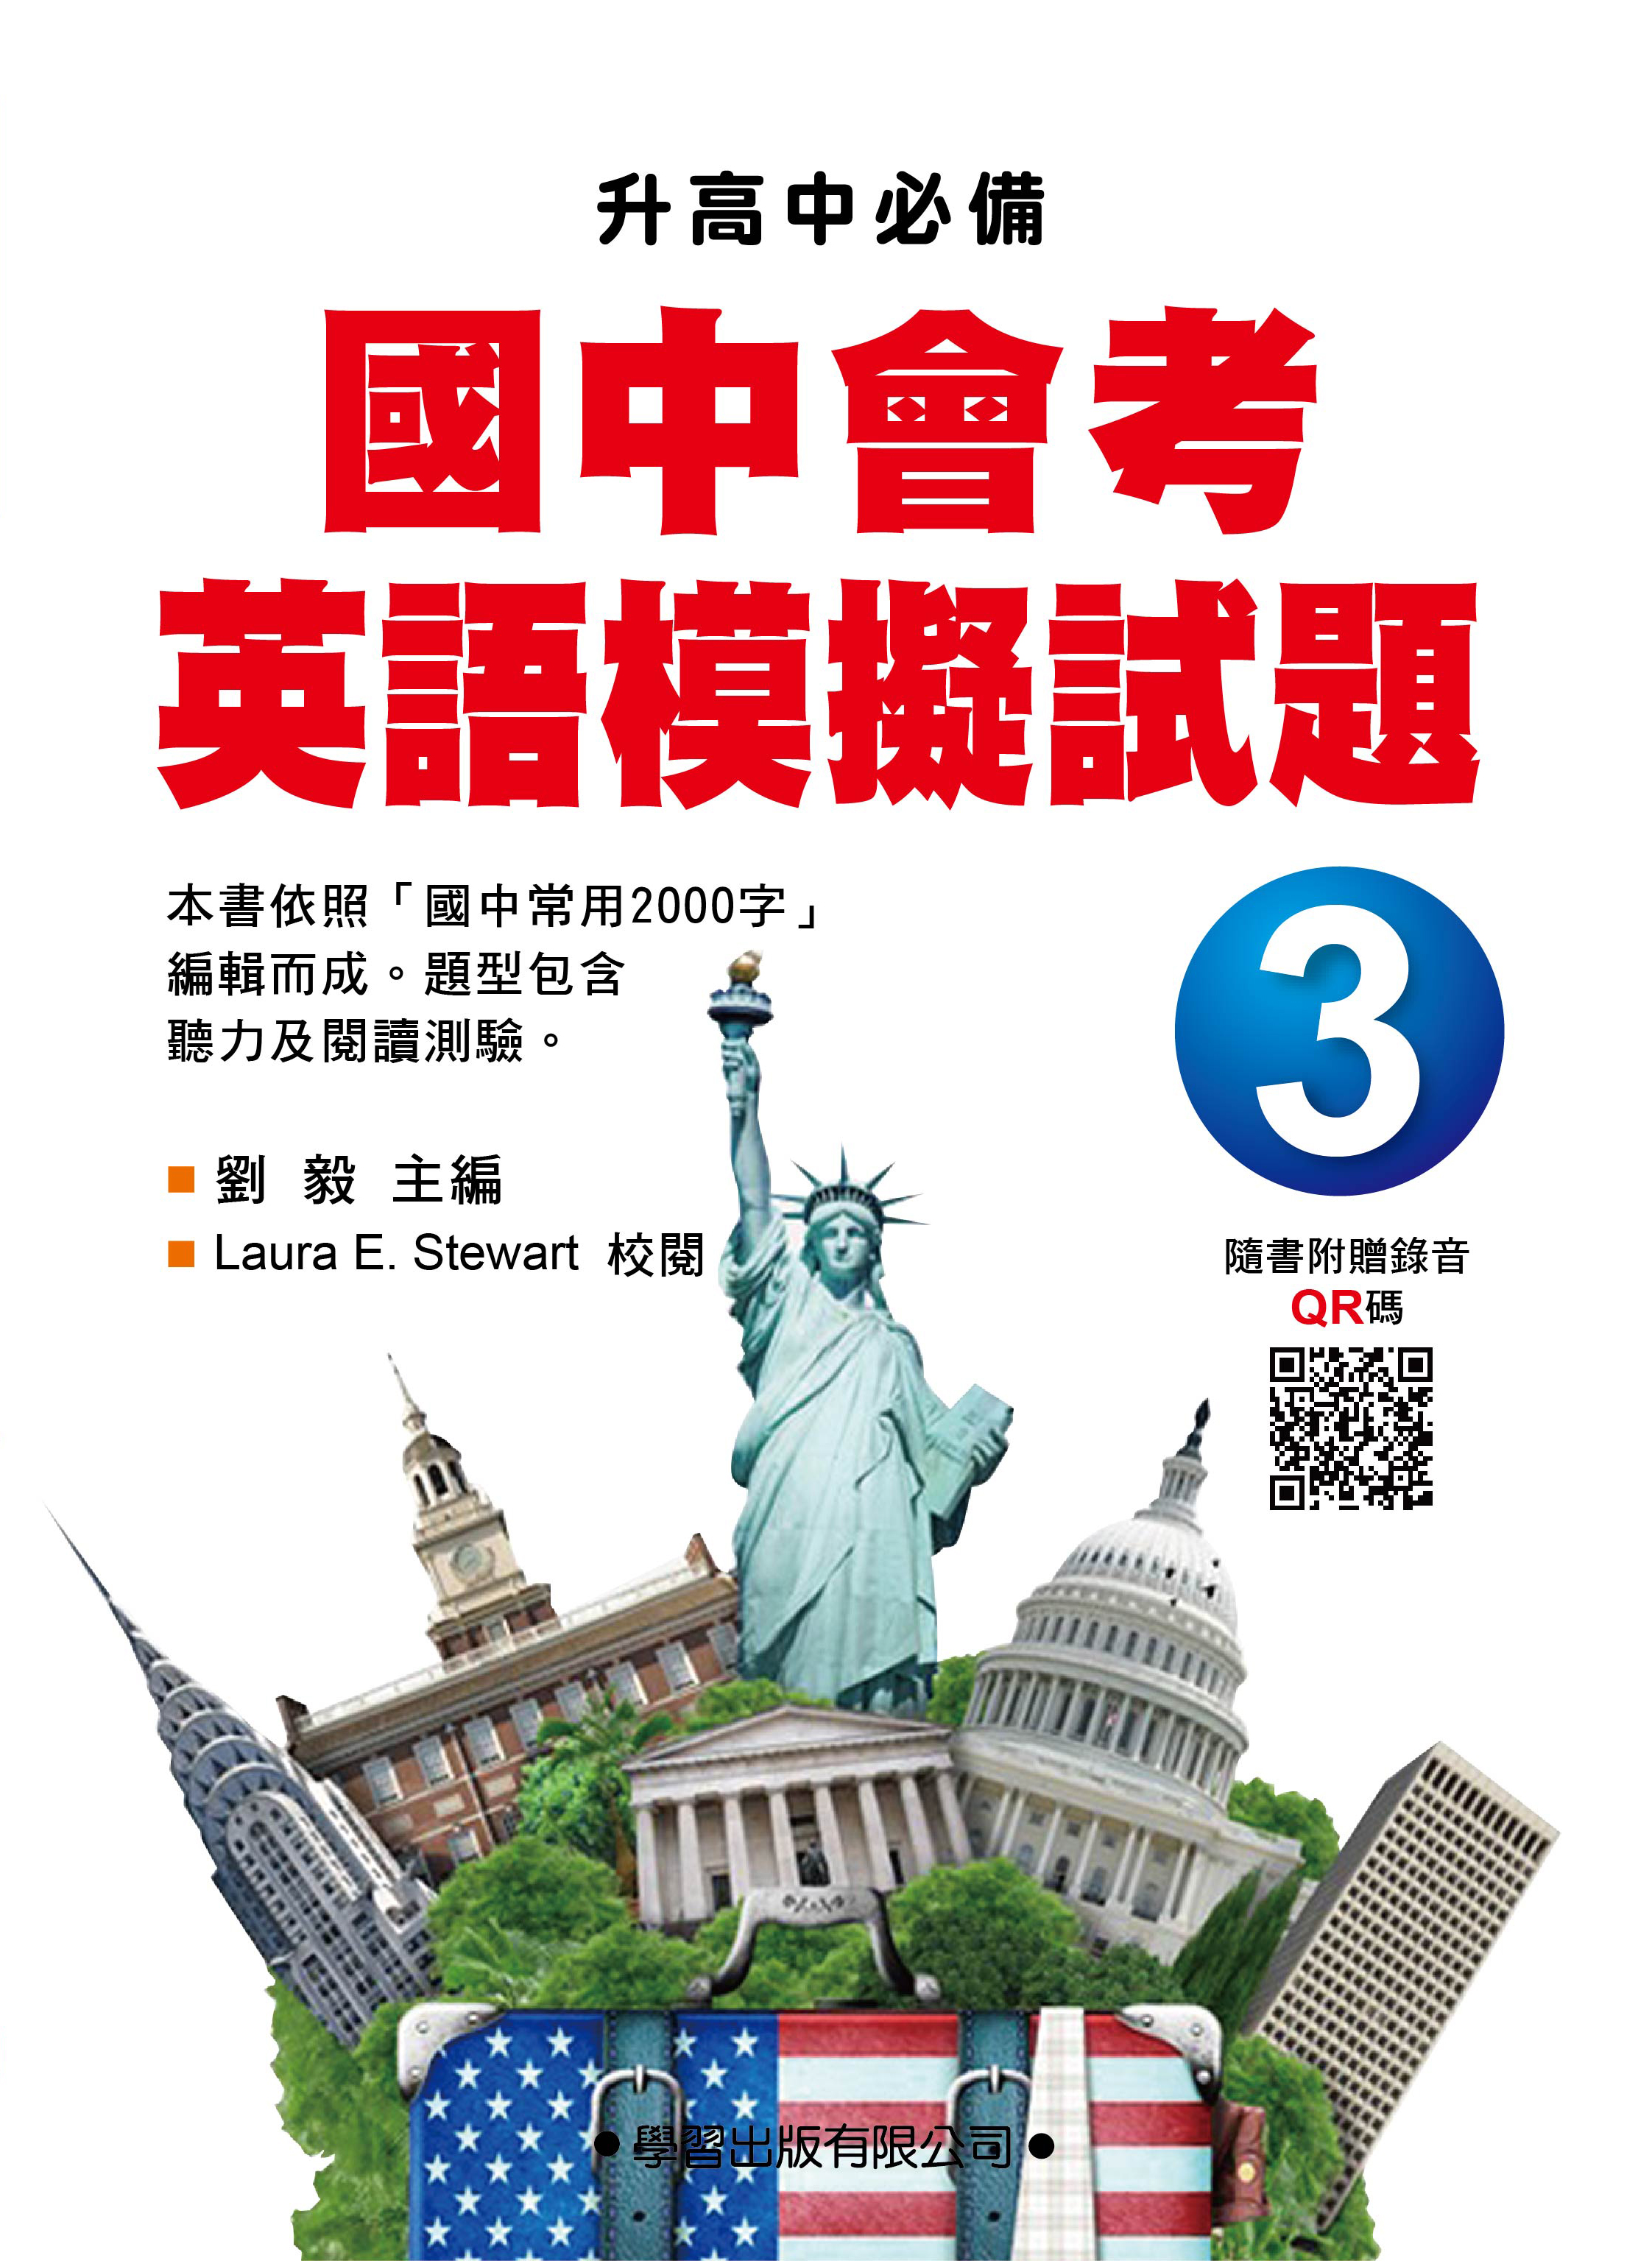 升高中必備
國中會考
英語模擬試題
本書依照「國中常用2000字」
編輯而成。題型包含
聽力及閱讀測驗。
3
■ 劉 毅 主編
■ Laura E. Stewart 校閱
隨書附贈錄音
QR碼
● 學習出版有限公司 ●